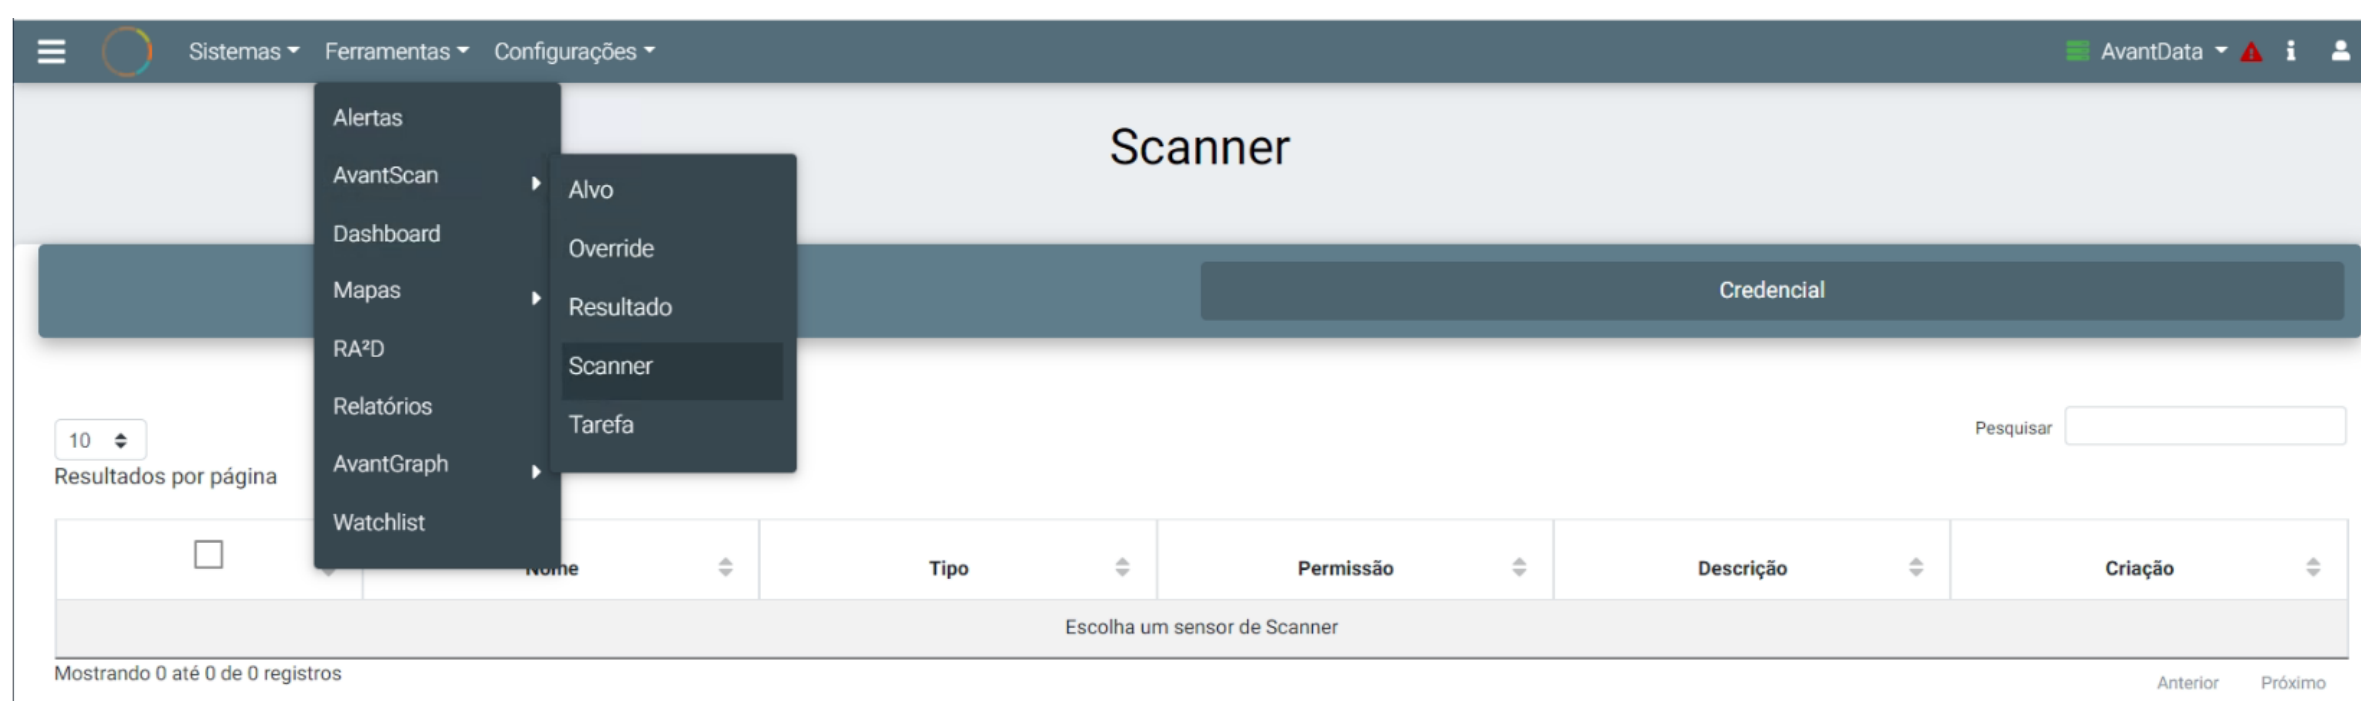 Sistemas Ferramentas Configurações AvantData
Alertas
AvantScan
Dashboard
Mapas
RA²D
Relatórios
AvantGraph
Watchlist
Alvo
Override
Resultado
Scanner
Tarefa
Scanner
Credencial
10
Resultados por página
Pesquisar
Nome Tipo Permissão Descrição Criação
Escolha um sensor de Scanner
Mostrando 0 até 0 de 0 registros
Anterior Próximo